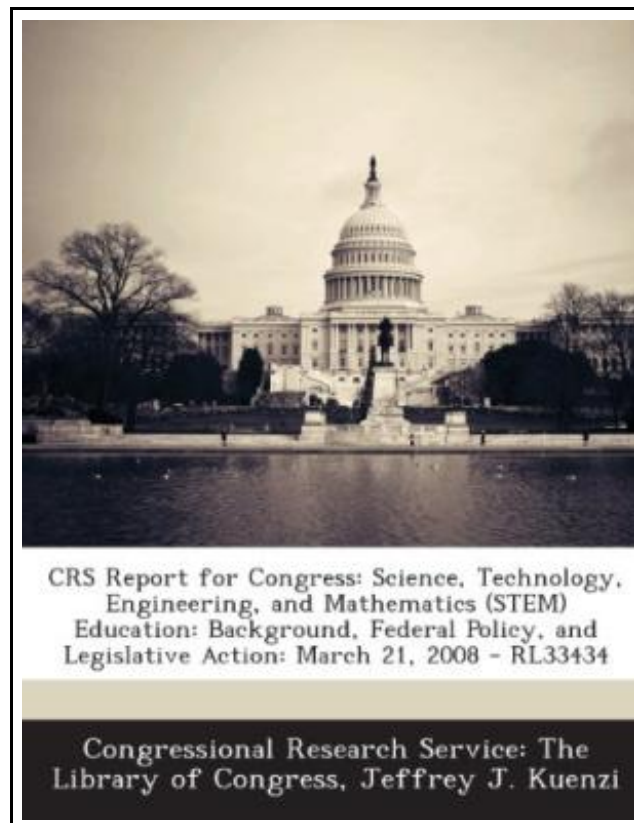 CRS Report for Congress: Science, Technology,
Engineering, and Mathematics (STEM)
Education: Background, Federal Policy, and
Legislative Action: March 21, 2008 - RL33434
Congressional Research Service: The
Library of Congress, Jeffrey J. Kuenzi